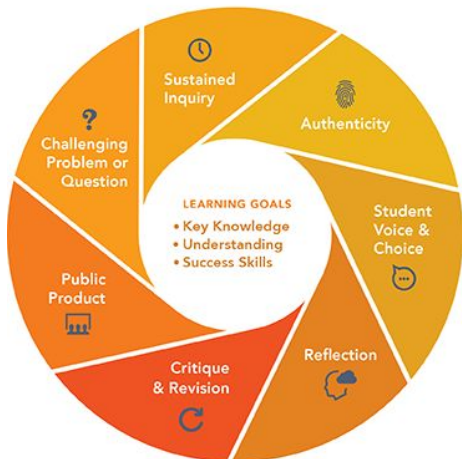 Sustained
Inquiry
Authenticity
?
Challenging
Problem or
Question
LEARNING GOALS
• Key Knowledge
• Understanding
• Success Skills
Student
Voice &
Choice
Public
Product
Reflection
Critique
& Revision